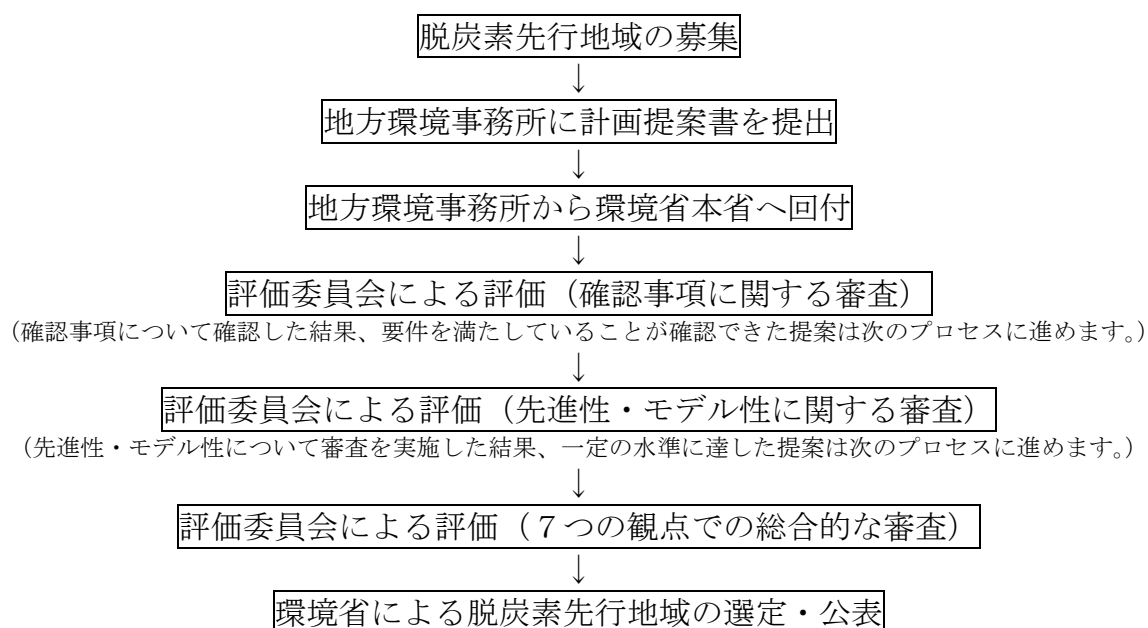 脱炭素先行地域の募集
↓
地方環境事務所に計画提案書を提出
↓
地方環境事務所から環境省本省へ回付
↓
評価委員会による評価（確認事項に関する審査）
（確認事項について確認した結果、要件を満たしていることが確認できた提案は次のプロセスに進めます。）
↓
評価委員会による評価（先進性・モデル性に関する審査）
（先進性・モデル性について審査を実施した結果、一定の水準に達した提案は次のプロセスに進めます。）
↓
評価委員会による評価（７つの観点での総合的な審査）
↓
環境省による脱炭素先行地域の選定・公表